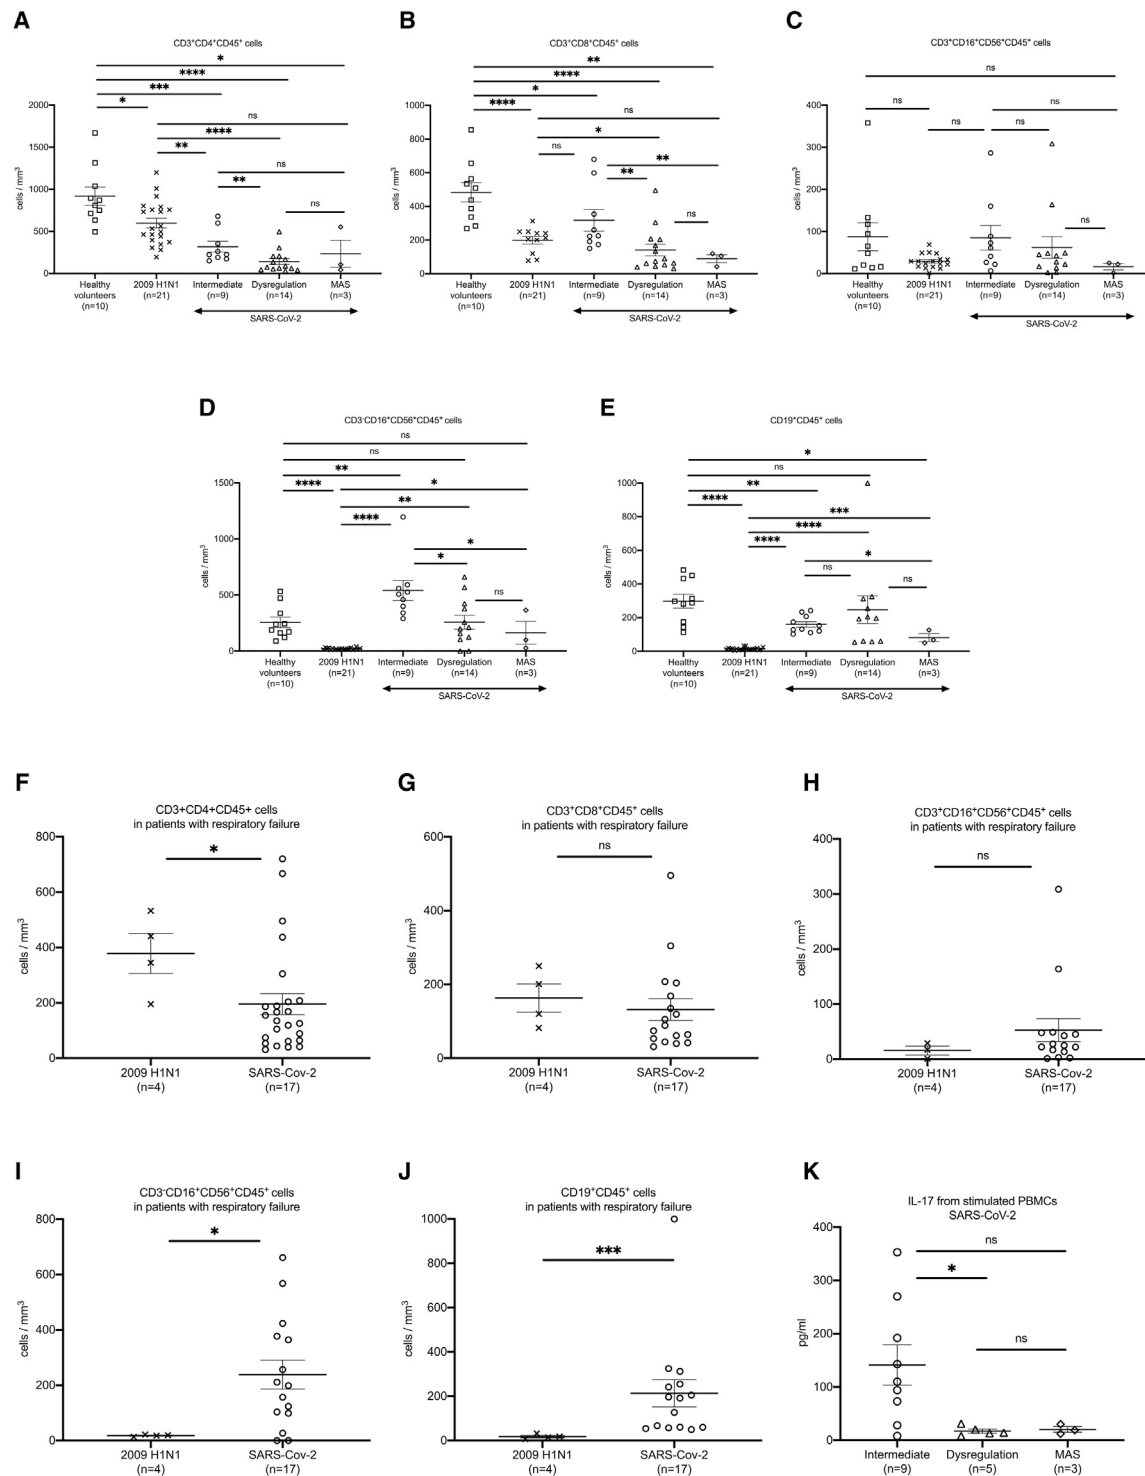 A
CD3⁺CD4⁺CD45⁺ cells
*
****
***
*
ns
****
**
ns
**
ns
2000
1500
1000
500
0
cells / mm³
Healthy volunteers (n=10)
2009 H1N1 (n=21)
Intermediate (n=9)
Dysregulation (n=14)
MAS (n=3)
SARS-CoV-2
B
CD3⁺CD8⁺CD45⁺ cells
**
****
*
****
ns
*
ns
**
**
ns
1000
800
600
400
200
0
cells / mm³
Healthy volunteers (n=10)
2009 H1N1 (n=21)
Intermediate (n=9)
Dysregulation (n=14)
MAS (n=3)
SARS-CoV-2
C
CD3⁺CD16⁺CD56⁺CD45⁺ cells
ns
ns
ns
ns
ns
ns
400
300
200
100
0
cells / mm³
Healthy volunteers (n=10)
2009 H1N1 (n=21)
Intermediate (n=9)
Dysregulation (n=14)
MAS (n=3)
SARS-CoV-2
D
CD3⁻CD16⁺CD56⁺CD45⁺ cells
ns
ns
**
****
*
**
****
*
*
ns
1500
1000
500
0
cells / mm³
Healthy volunteers (n=10)
2009 H1N1 (n=21)
Intermediate (n=9)
Dysregulation (n=14)
MAS (n=3)
SARS-CoV-2
E
CD19⁺CD45⁺ cells
*
ns
**
****
***
****
****
*
ns
ns
1000
800
600
400
200
0
cells / mm³
Healthy volunteers (n=10)
2009 H1N1 (n=21)
Intermediate (n=9)
Dysregulation (n=14)
MAS (n=3)
SARS-CoV-2
F
CD3+CD4+CD45+ cells
in patients with respiratory failure
*
800
600
400
200
0
cells / mm³
2009 H1N1 (n=4)
SARS-Cov-2 (n=17)
G
CD3⁺CD8⁺CD45⁺ cells
in patients with respiratory failure
ns
600
400
200
0
cells / mm³
2009 H1N1 (n=4)
SARS-Cov-2 (n=17)
H
CD3⁺CD16⁺CD56⁺CD45⁺ cells
in patients with respiratory failure
ns
400
300
200
100
0
cells / mm³
2009 H1N1 (n=4)
SARS-Cov-2 (n=17)
I
CD3⁻CD16⁺CD56⁺CD45⁺ cells
in patients with respiratory failure
*
800
600
400
200
0
cells / mm³
2009 H1N1 (n=4)
SARS-Cov-2 (n=17)
J
CD19⁺CD45⁺ cells
in patients with respiratory failure
***
1000
800
600
400
200
0
cells / mm³
2009 H1N1 (n=4)
SARS-Cov-2 (n=17)
K
IL-17 from stimulated PBMCs
SARS-CoV-2
ns
*
ns
400
300
200
100
0
pg/ml
Intermediate (n=9)
Dysregulation (n=5)
MAS (n=3)